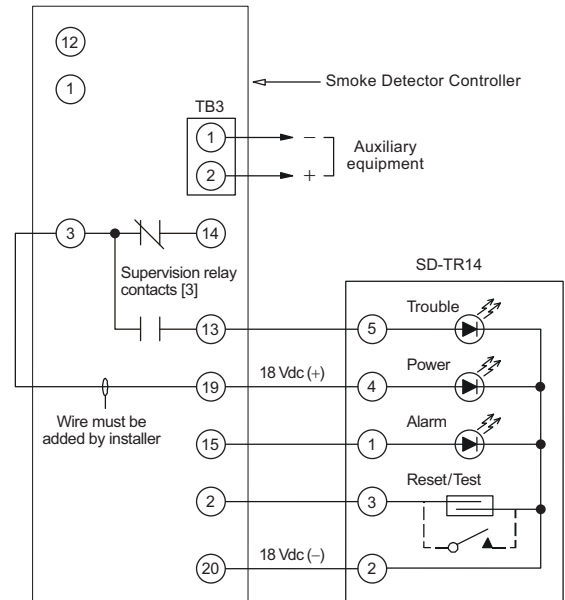 12
1
Smoke Detector Controller
TB3
1
−
2
+
Auxiliary
equipment
3
14
Supervision relay
contacts [3]
13
19
18 Vdc (+)
Wire must be
added by installer
15
2
20
18 Vdc (−)
SD-TR14
Trouble
5
Power
4
Alarm
1
Reset/Test
3
2